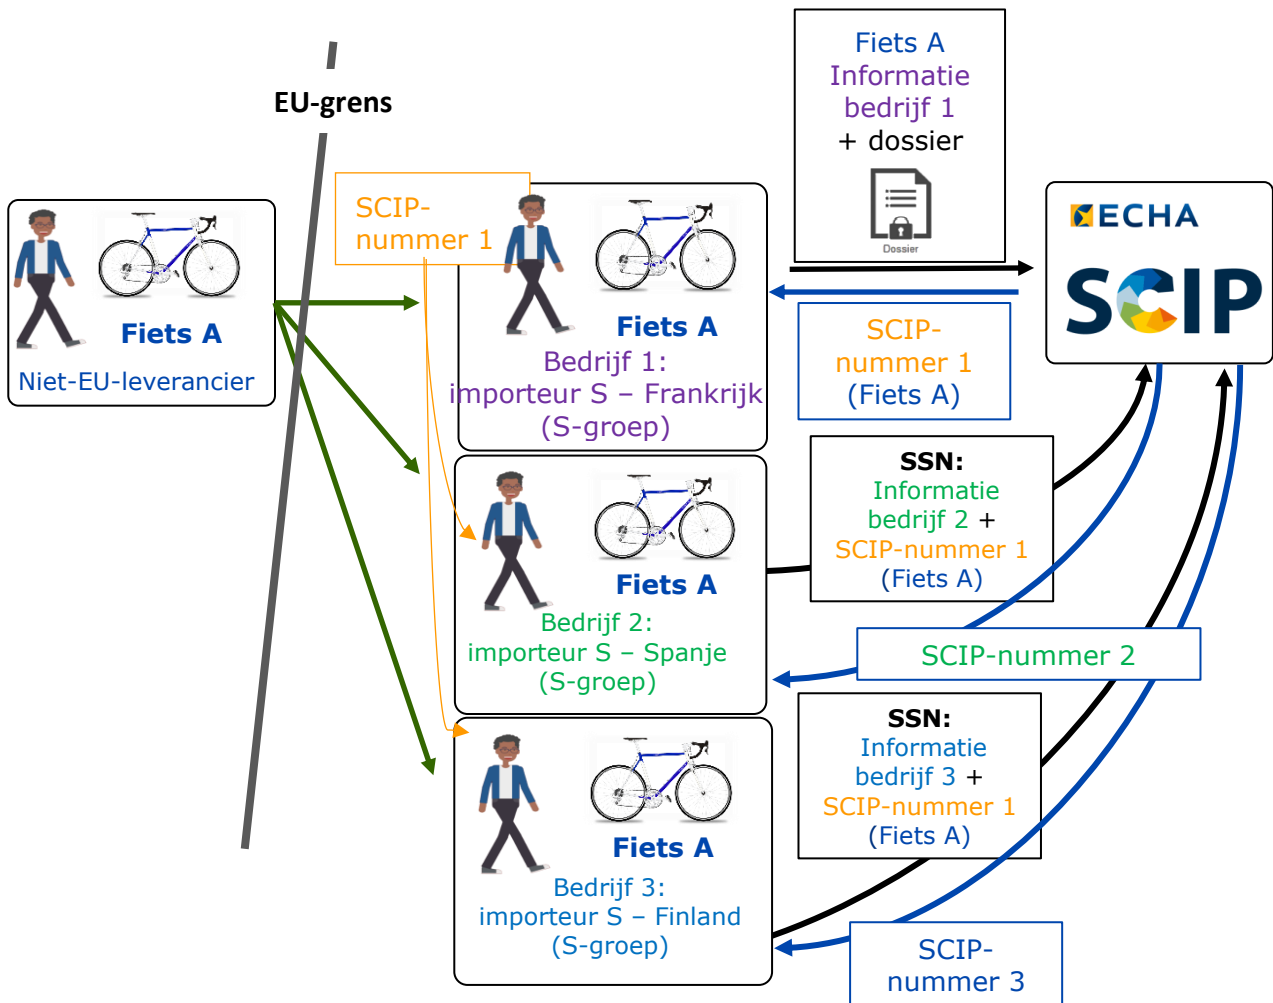 EU-grens
Fiets A
Niet-EU-leverancier
SCIP-
nummer 1
Fiets A
Bedrijf 1:
importeur S – Frankrijk
(S-groep)
Fiets A
Informatie
bedrijf 1
+ dossier
Dossier
ECHA
SCIP
SCIP-
nummer 1
(Fiets A)
Fiets A
Bedrijf 2:
importeur S – Spanje
(S-groep)
SSN:
Informatie
bedrijf 2 +
SCIP-nummer 1
(Fiets A)
SCIP-nummer 2
Fiets A
Bedrijf 3:
importeur S – Finland
(S-groep)
SSN:
Informatie
bedrijf 3 +
SCIP-nummer 1
(Fiets A)
SCIP-
nummer 3